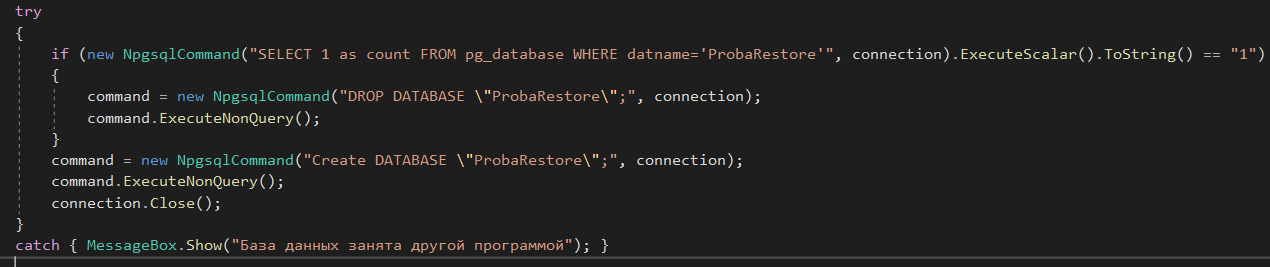 try
{
if (new NpgsqlCommand("SELECT 1 as count FROM pg_database WHERE datname='ProbaRestore'", connection).ExecuteScalar().ToString() == "1")
{
command = new NpgsqlCommand("DROP DATABASE \"ProbaRestore\";", connection);
command.ExecuteNonQuery();
}
command = new NpgsqlCommand("Create DATABASE \"ProbaRestore\";", connection);
command.ExecuteNonQuery();
connection.Close();
}
catch { MessageBox.Show("База данных занята другой программой"); }